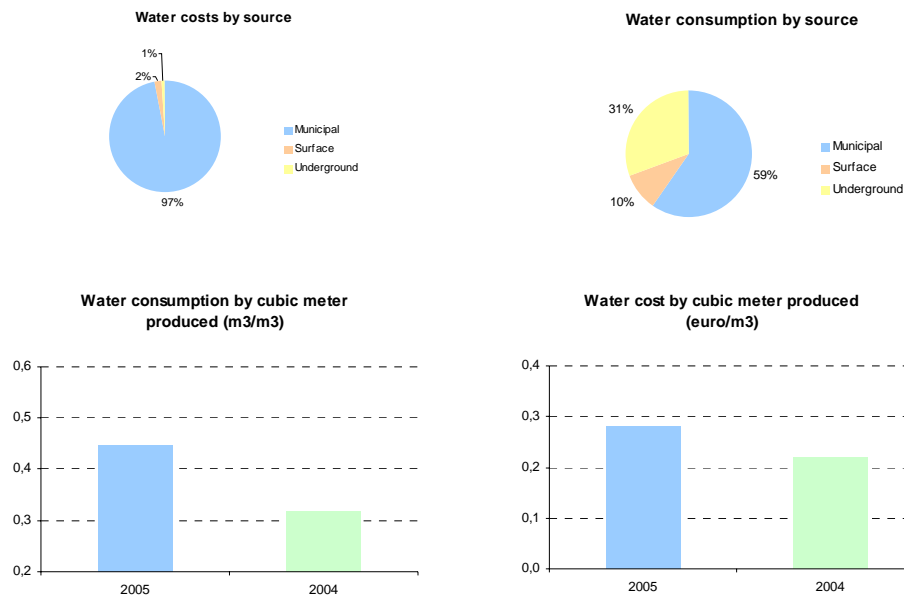 Water costs by source
1%
2%
97%
Municipal
Surface
Underground
Water consumption by source
31%
10%
59%
Municipal
Surface
Underground
Water consumption by cubic meter
produced (m3/m3)
0,6
0,5
0,4
0,3
0,2
2005 2004
Water cost by cubic meter produced
(euro/m3)
0,4
0,3
0,2
0,1
0,0
2005 2004